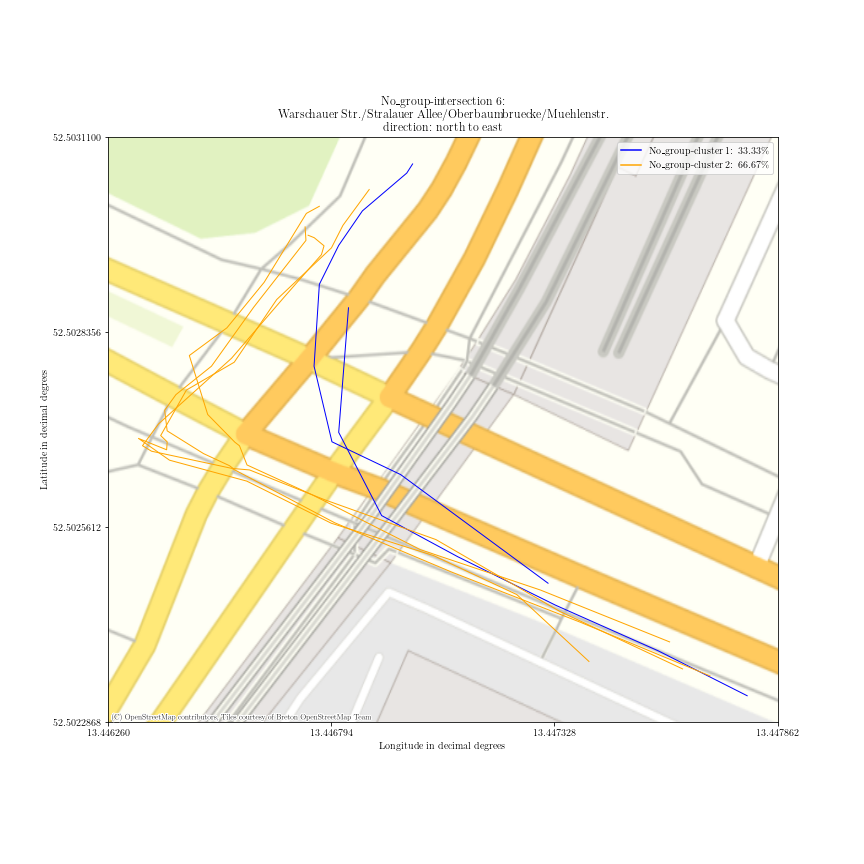 No_group-intersection 6:
Warschauer Str./Stralauer Allee/Oberbaumbruecke/Muehlenstr.
direction: north to east
52.5031100
52.5028356
52.5025612
52.5022868
Latitude in decimal degrees
No_group-cluster 1: 33.33%
No_group-cluster 2: 66.67%
(C) OpenStreetMap contributors, Tiles courtesy of Breton OpenStreetMap Team
13.446260
13.446794
13.447328
13.447862
Longitude in decimal degrees